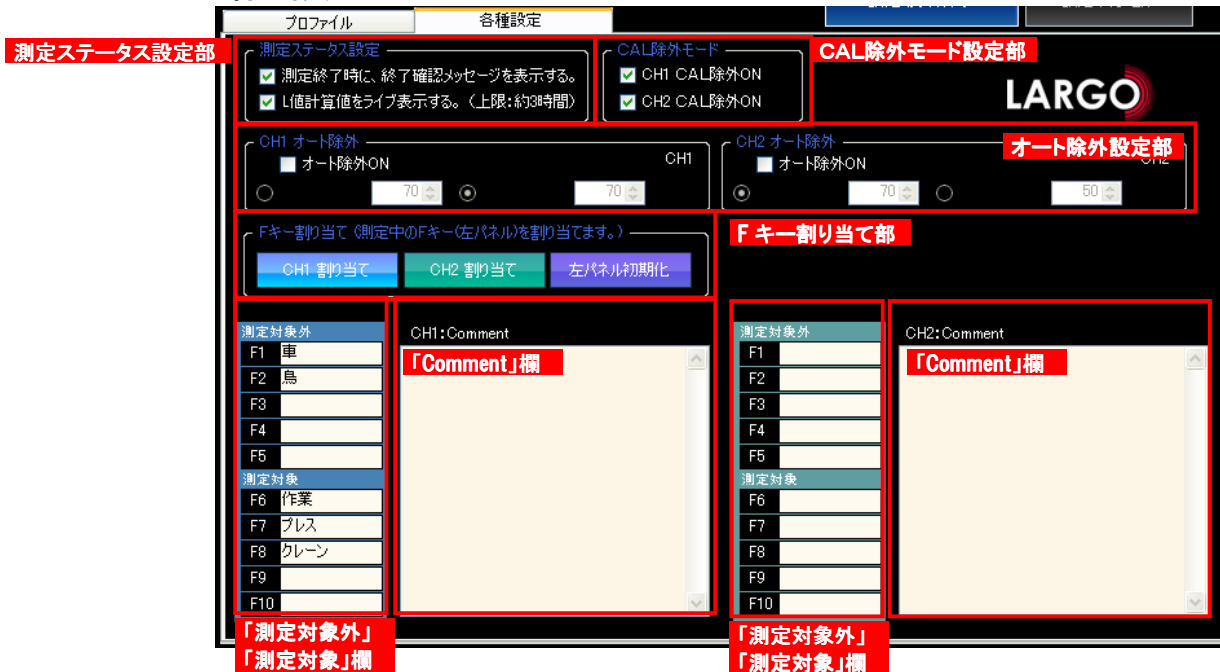 プロファイル
各種設定
測定ステータス設定部
測定ステータス設定
測定終了時に、終了確認メッセージを表示する。
L値計算値をライブ表示する。（上限：約3時間）
CAL除外モード
CH1 CAL除外ON
CH2 CAL除外ON
CAL除外モード設定部
LARGO
CH1 オート除外
オート除外ON
CH1
70
70
CH2 オート除外
オート除外ON
オート除外設定部
70
50
Fキー割り当て（測定中のFキー(左パネル)を割り当てます。）
CH1 割り当て
CH2 割り当て
左パネル初期化
F キー割り当て部
測定対象外
F1 車
F2 鳥
F3
F4
F5
測定対象
F6 作業
F7 プレス
F8 クレーン
F9
F10
CH1:Comment
「Comment」欄
測定対象外
F1
F2
F3
F4
F5
測定対象
F6
F7
F8
F9
F10
CH2:Comment
「Comment」欄
「測定対象外」
「測定対象」欄
「測定対象外」
「測定対象」欄